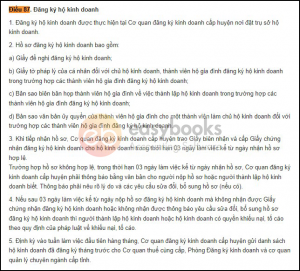 Điều 87. Đăng ký hộ kinh doanh
1. Đăng ký hộ kinh doanh được thực hiện tại Cơ quan đăng ký kinh doanh cấp huyện nơi đặt trụ sở hộ
kinh doanh.
2. Hồ sơ đăng ký hộ kinh doanh bao gồm:
a) Giấy đề nghị đăng ký hộ kinh doanh;
b) Giấy tờ pháp lý của cá nhân đối với chủ hộ kinh doanh, thành viên hộ gia đình đăng ký hộ kinh doanh
trong trường hợp các thành viên hộ gia đình đăng ký hộ kinh doanh;
c) Bản sao biên bản họp thành viên hộ gia đình về việc thành lập hộ kinh doanh trong trường hợp các
thành viên hộ gia đình đăng ký hộ kinh doanh;
d) Bản sao văn bản ủy quyền của thành viên hộ gia đình cho một thành viên làm chủ hộ kinh doanh đối với
trường hợp các thành viên hộ gia đình đăng ký hộ kinh doanh.
3. Khi tiếp nhận hồ sơ, Cơ quan đăng ký kinh doanh cấp huyện trao Giấy biên nhận và cấp Giấy chứng
nhận đăng ký hộ kinh doanh cho hộ kinh doanh trong thời hạn 03 ngày làm việc kể từ ngày nhận hồ sơ
hợp lệ.
Trường hợp hồ sơ không hợp lệ, trong thời hạn 03 ngày làm việc kể từ ngày nhận hồ sơ, Cơ quan đăng ký
kinh doanh cấp huyện phải thông báo bằng văn bản cho người nộp hồ sơ hoặc người thành lập hộ kinh
doanh biết. Thông báo phải nêu rõ lý do và các yêu cầu sửa đổi, bổ sung hồ sơ (nếu có).
4. Nếu sau 03 ngày làm việc kể từ ngày nộp hồ sơ đăng ký hộ kinh doanh mà không nhận được Giấy
chứng nhận đăng ký hộ kinh doanh hoặc không nhận được thông báo yêu cầu sửa đổi, bổ sung hồ sơ
đăng ký hộ kinh doanh thì người thành lập hộ kinh doanh hoặc hộ kinh doanh có quyền khiếu nại, tố cáo
theo quy định của pháp luật về khiếu nại, tố cáo.
5. Định kỳ vào tuần làm việc đầu tiên hàng tháng, Cơ quan đăng ký kinh doanh cấp huyện gửi danh sách
hộ kinh doanh đã đăng ký tháng trước cho Cơ quan thuế cùng cấp, Phòng Đăng ký kinh doanh và cơ quan
quản lý chuyên ngành cấp tỉnh.
easybooks